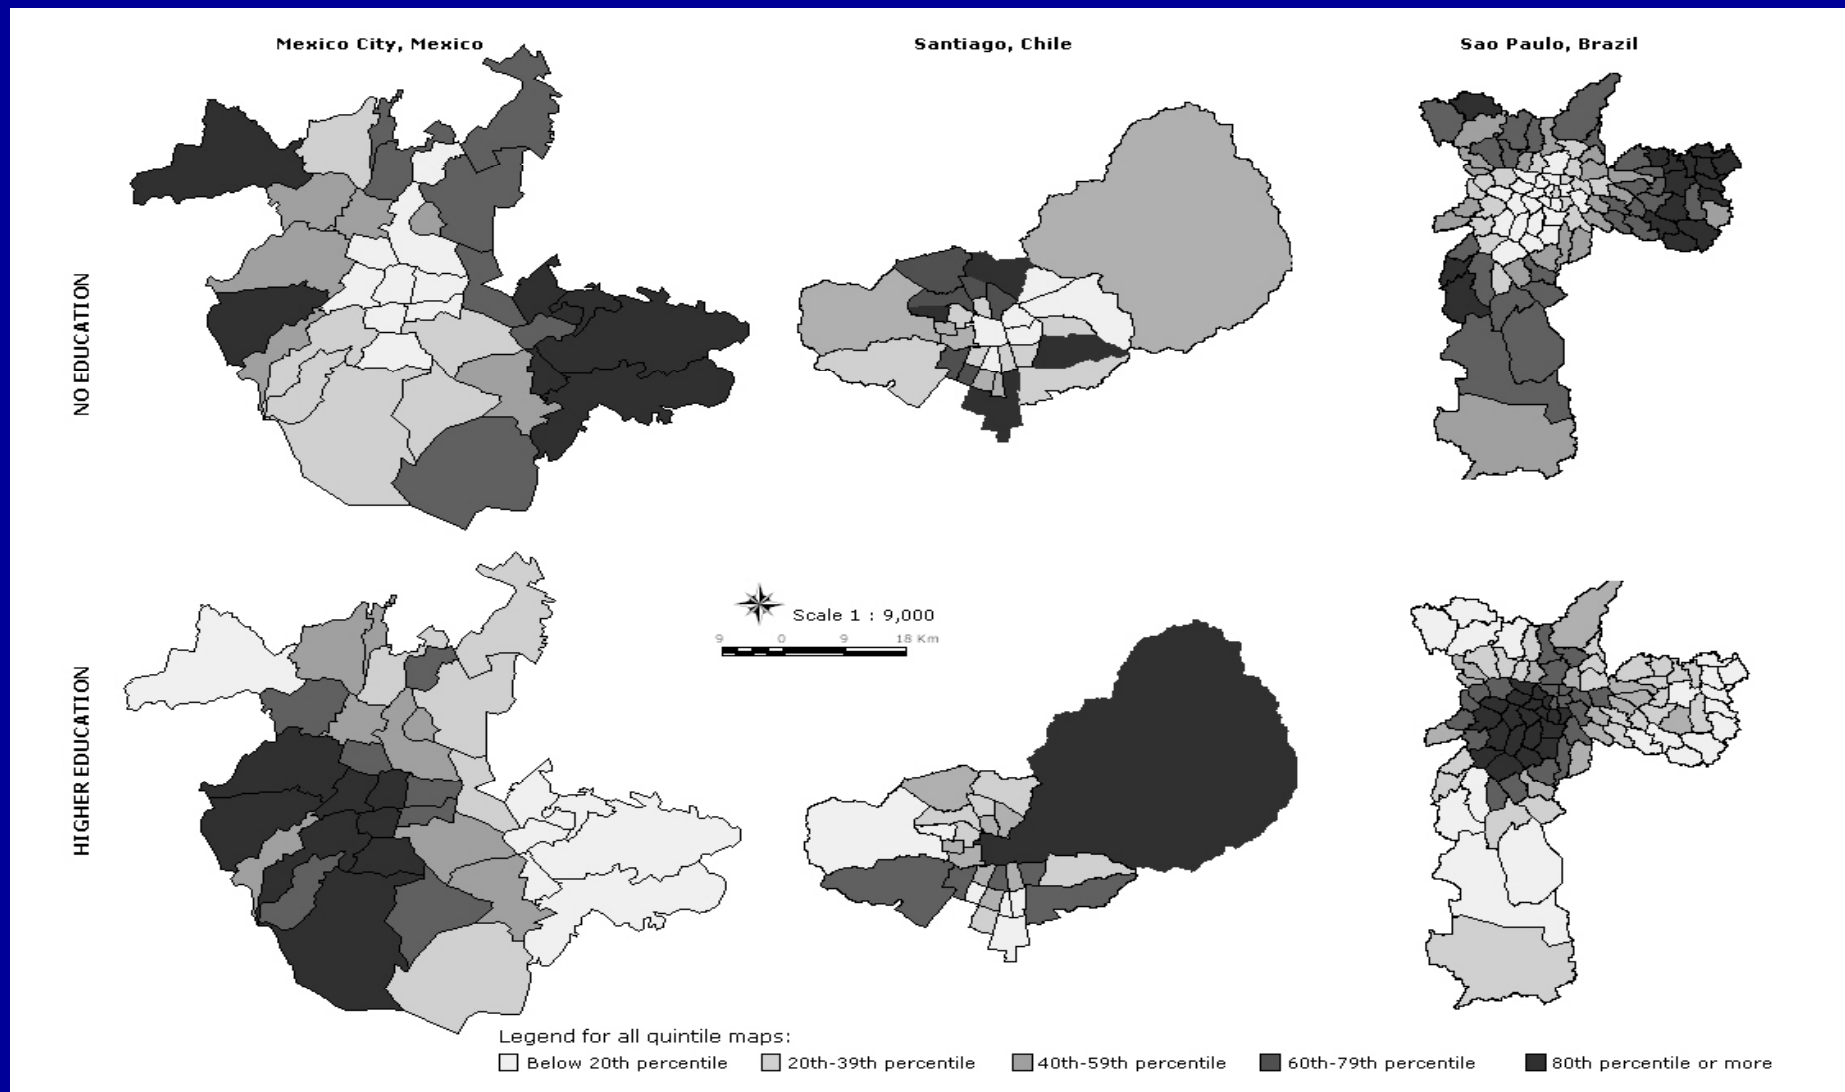 Mexico City, Mexico
Santiago, Chile
Sao Paulo, Brazil
NO EDUCATION
Scale 1 : 9,000
9 0 9 18 Km
HIGHER EDUCATION
Legend for all quintile maps:
Below 20th percentile
20th-39th percentile
40th-59th percentile
60th-79th percentile
80th percentile or more